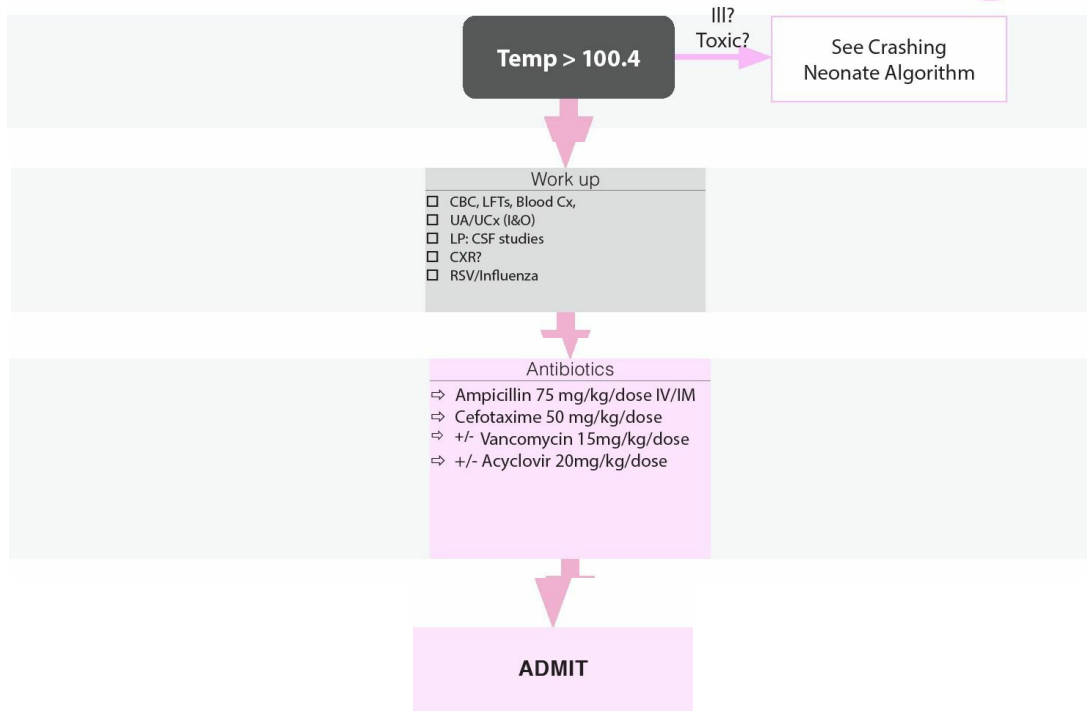 Ill?
Toxic?
Temp > 100.4
See Crashing
Neonate Algorithm
Work up
CBC, LFTs, Blood Cx,
UA/UCx (I&O)
LP: CSF studies
CXR?
RSV/Influenza
Antibiotics
⇨ Ampicillin 75 mg/kg/dose IV/IM
⇨ Cefotaxime 50 mg/kg/dose
⇨ +/- Vancomycin 15mg/kg/dose
⇨ +/- Acyclovir 20mg/kg/dose
ADMIT